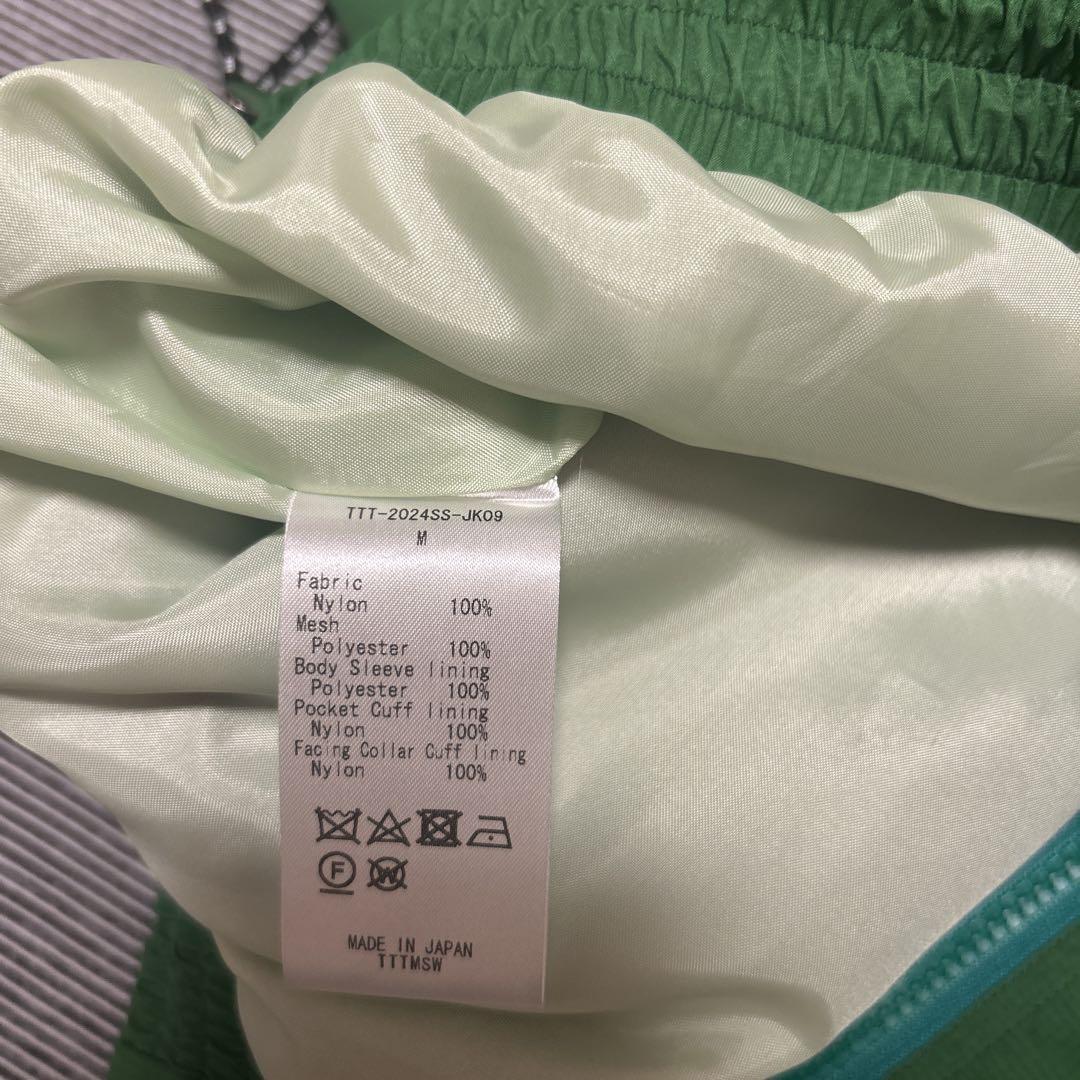 TTT-2024SS-JK09
M
Fabric
Nylon 100%
Mesh
Polyester 100%
Body Sleeve lining
Polyester 100%
Pocket Cuff lining
Nylon 100%
Facing Collar Cuff lining
Nylon 100%
F W
MADE IN JAPAN
TTTMSW